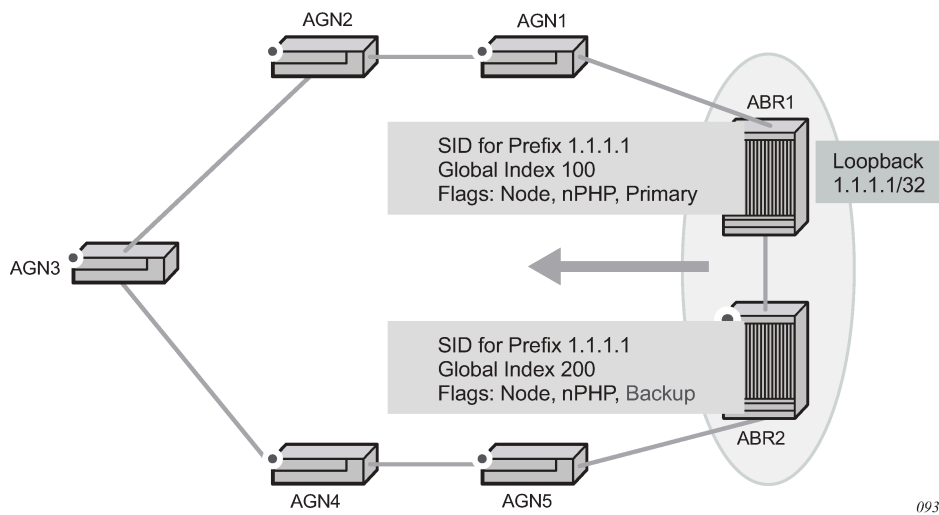 AGN2
AGN1
ABR1
SID for Prefix 1.1.1.1
Global Index 100
Flags: Node, nPHP, Primary
Loopback
1.1.1.1/32
AGN3
SID for Prefix 1.1.1.1
Global Index 200
Flags: Node, nPHP, Backup
ABR2
AGN4
AGN5
093